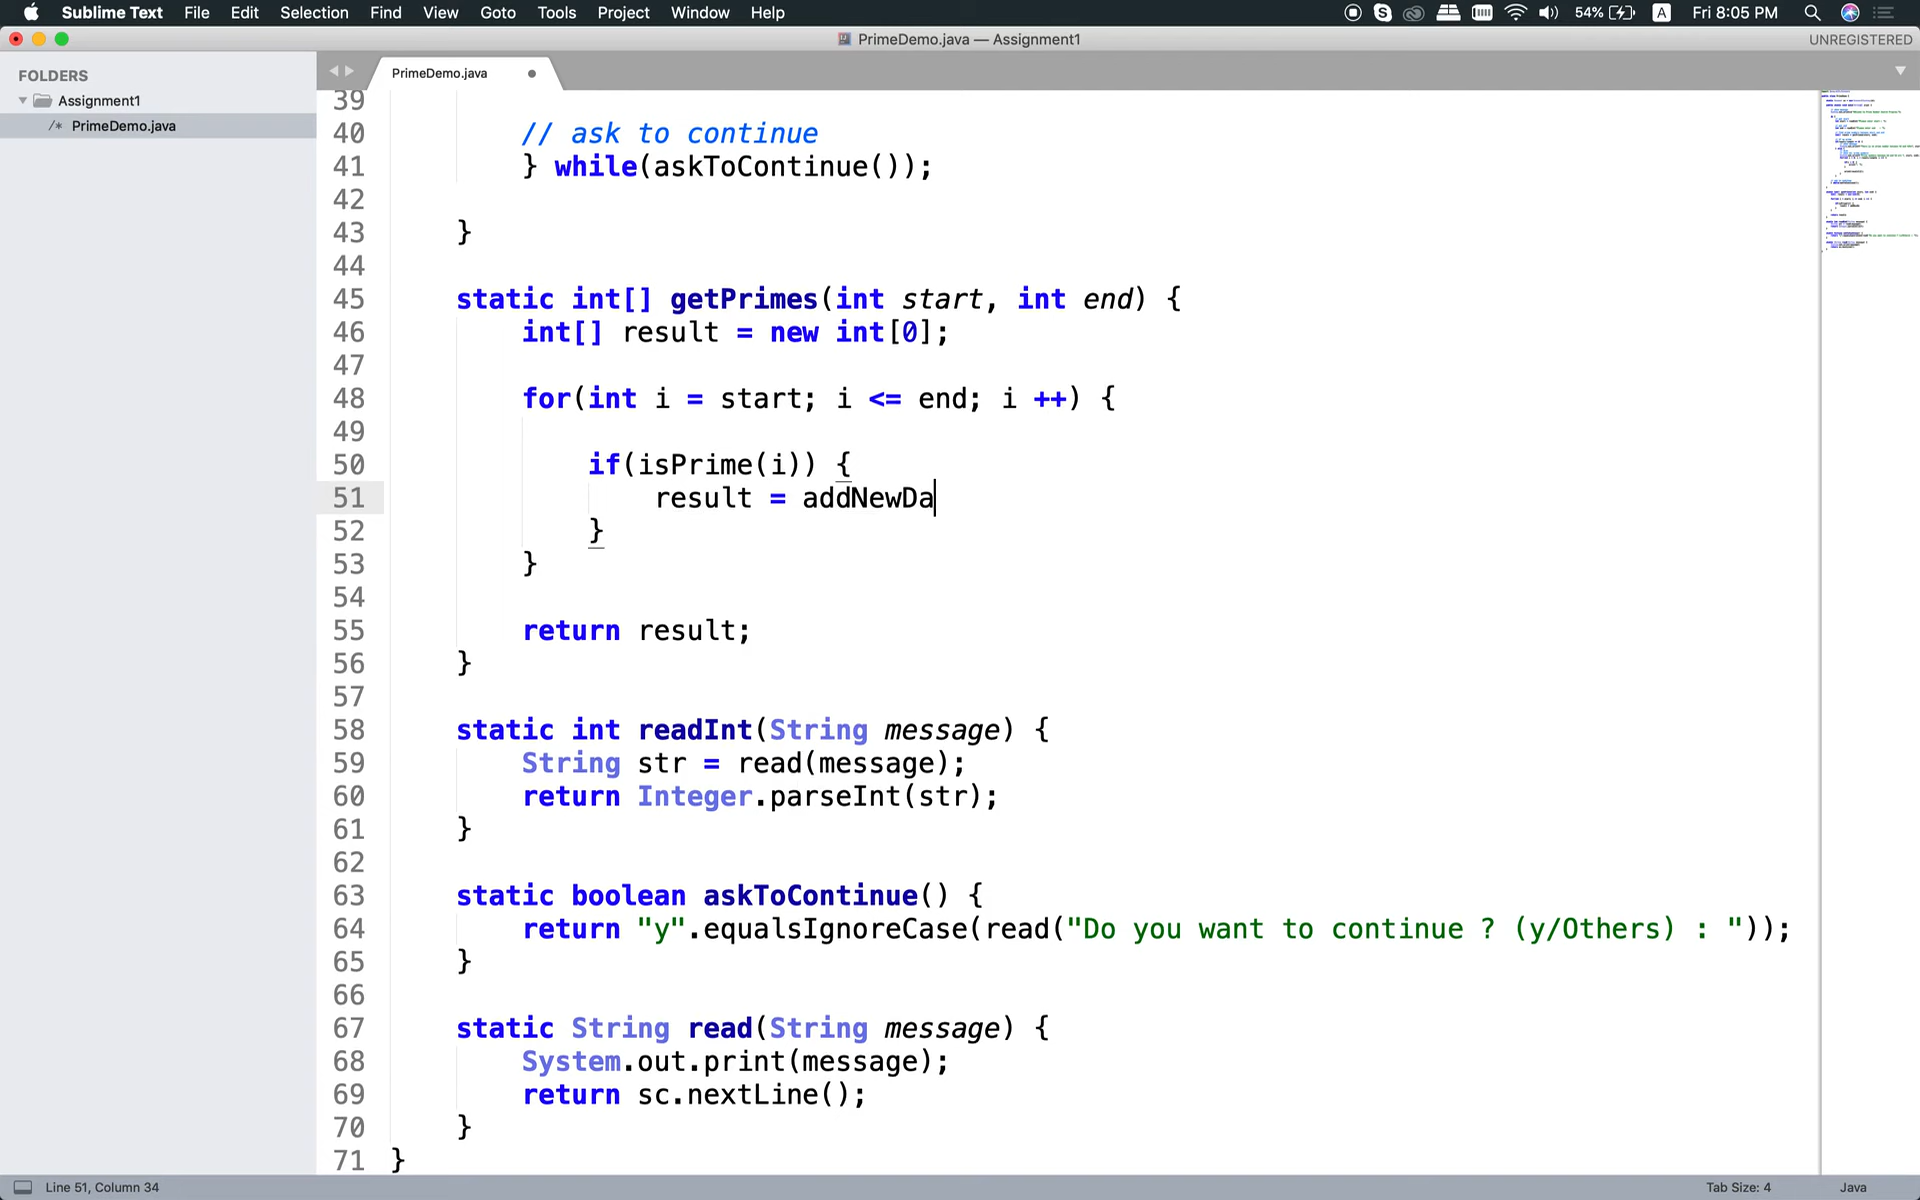 Sublime Text File Edit Selection Find View Goto Tools Project Window Help 54% A Fri 8:05 PM
PrimeDemo.java — Assignment1 UNREGISTERED
FOLDERS
Assignment1
/* PrimeDemo.java
PrimeDemo.java
39
40 // ask to continue
41 } while(askToContinue());
42
43 }
44
45 static int[] getPrimes(int start, int end) {
46 int[] result = new int[0];
47
48 for(int i = start; i <= end; i ++) {
49
50 if(isPrime(i)) {
51 result = addNewDa
52 }
53 }
54
55 return result;
56 }
57
58 static int readInt(String message) {
59 String str = read(message);
60 return Integer.parseInt(str);
61 }
62
63 static boolean askToContinue() {
64 return "y".equalsIgnoreCase(read("Do you want to continue ? (y/Others) : "));
65 }
66
67 static String read(String message) {
68 System.out.print(message);
69 return sc.nextLine();
70 }
71 }
Line 51, Column 34 Tab Size: 4 Java